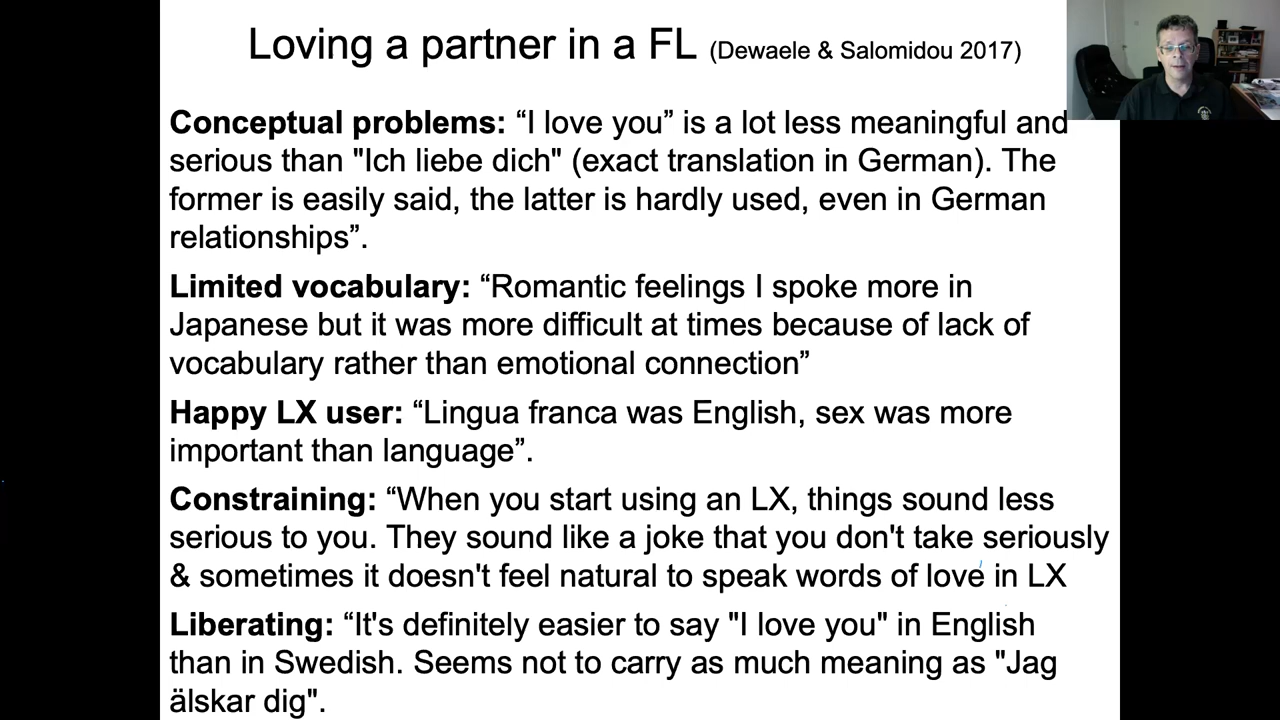 Loving a partner in a FL (Dewaele & Salomidou 2017)
Conceptual problems: “I love you” is a lot less meaningful and
serious than "Ich liebe dich" (exact translation in German). The
former is easily said, the latter is hardly used, even in German
relationships”.
Limited vocabulary: “Romantic feelings I spoke more in
Japanese but it was more difficult at times because of lack of
vocabulary rather than emotional connection”
Happy LX user: “Lingua franca was English, sex was more
important than language”.
Constraining: “When you start using an LX, things sound less
serious to you. They sound like a joke that you don't take seriously
& sometimes it doesn't feel natural to speak words of love in LX
Liberating: “It's definitely easier to say "I love you" in English
than in Swedish. Seems not to carry as much meaning as "Jag
älskar dig".